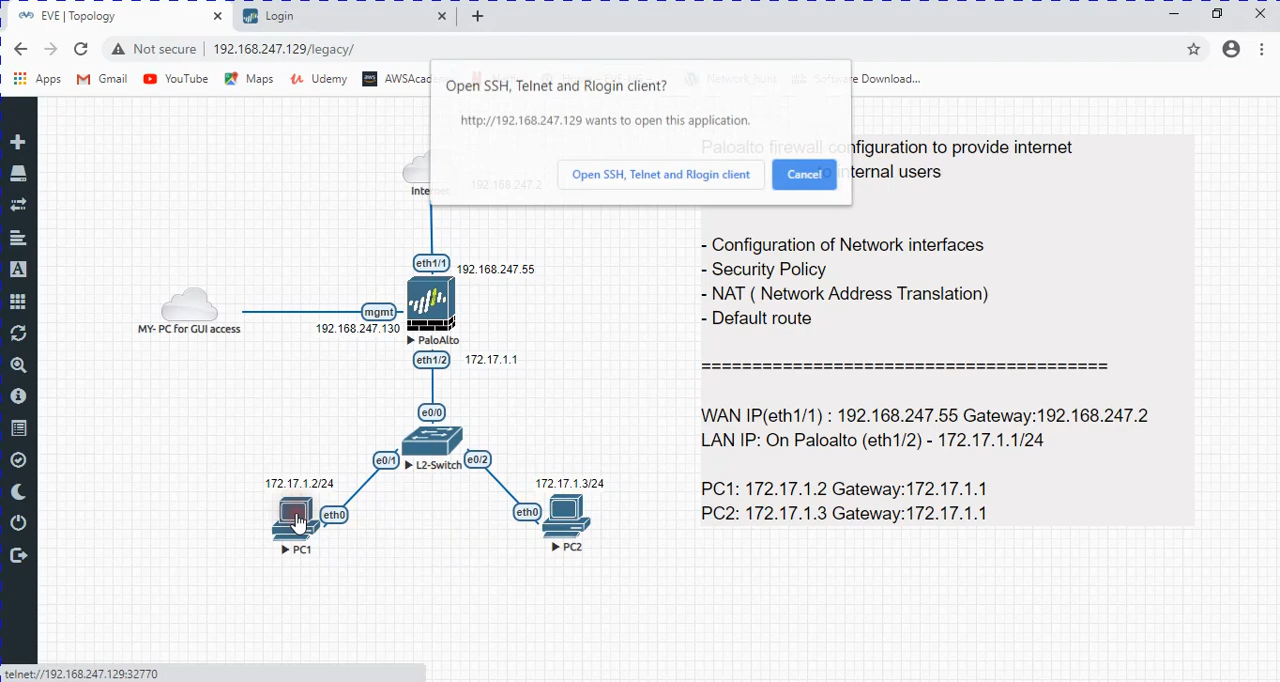 EVE | Topology
Login
Not secure
192.168.247.129/legacy/
Apps
Gmail
YouTube
Maps
Udemy
AWSAcade
Software Download...
Open SSH, Telnet and Rlogin client?
http://192.168.247.129 wants to open this application.
Open SSH, Telnet and Rlogin client
Cancel
Paloalto firewall configuration to provide internet
internal users
Internet
192.168.247.2
- Configuration of Network interfaces
- Security Policy
- NAT ( Network Address Translation)
- Default route
======================================
WAN IP(eth1/1) : 192.168.247.55 Gateway:192.168.247.2
LAN IP: On Paloalto (eth1/2) - 172.17.1.1/24
PC1: 172.17.1.2 Gateway:172.17.1.1
PC2: 172.17.1.3 Gateway:172.17.1.1
eth1/1
192.168.247.55
MY- PC for GUI access
mgmt
192.168.247.130
PaloAlto
eth1/2
172.17.1.1
e0/0
e0/1
L2-Switch
e0/2
172.17.1.2/24
172.17.1.3/24
eth0
eth0
PC1
PC2
telnet://192.168.247.129:32770